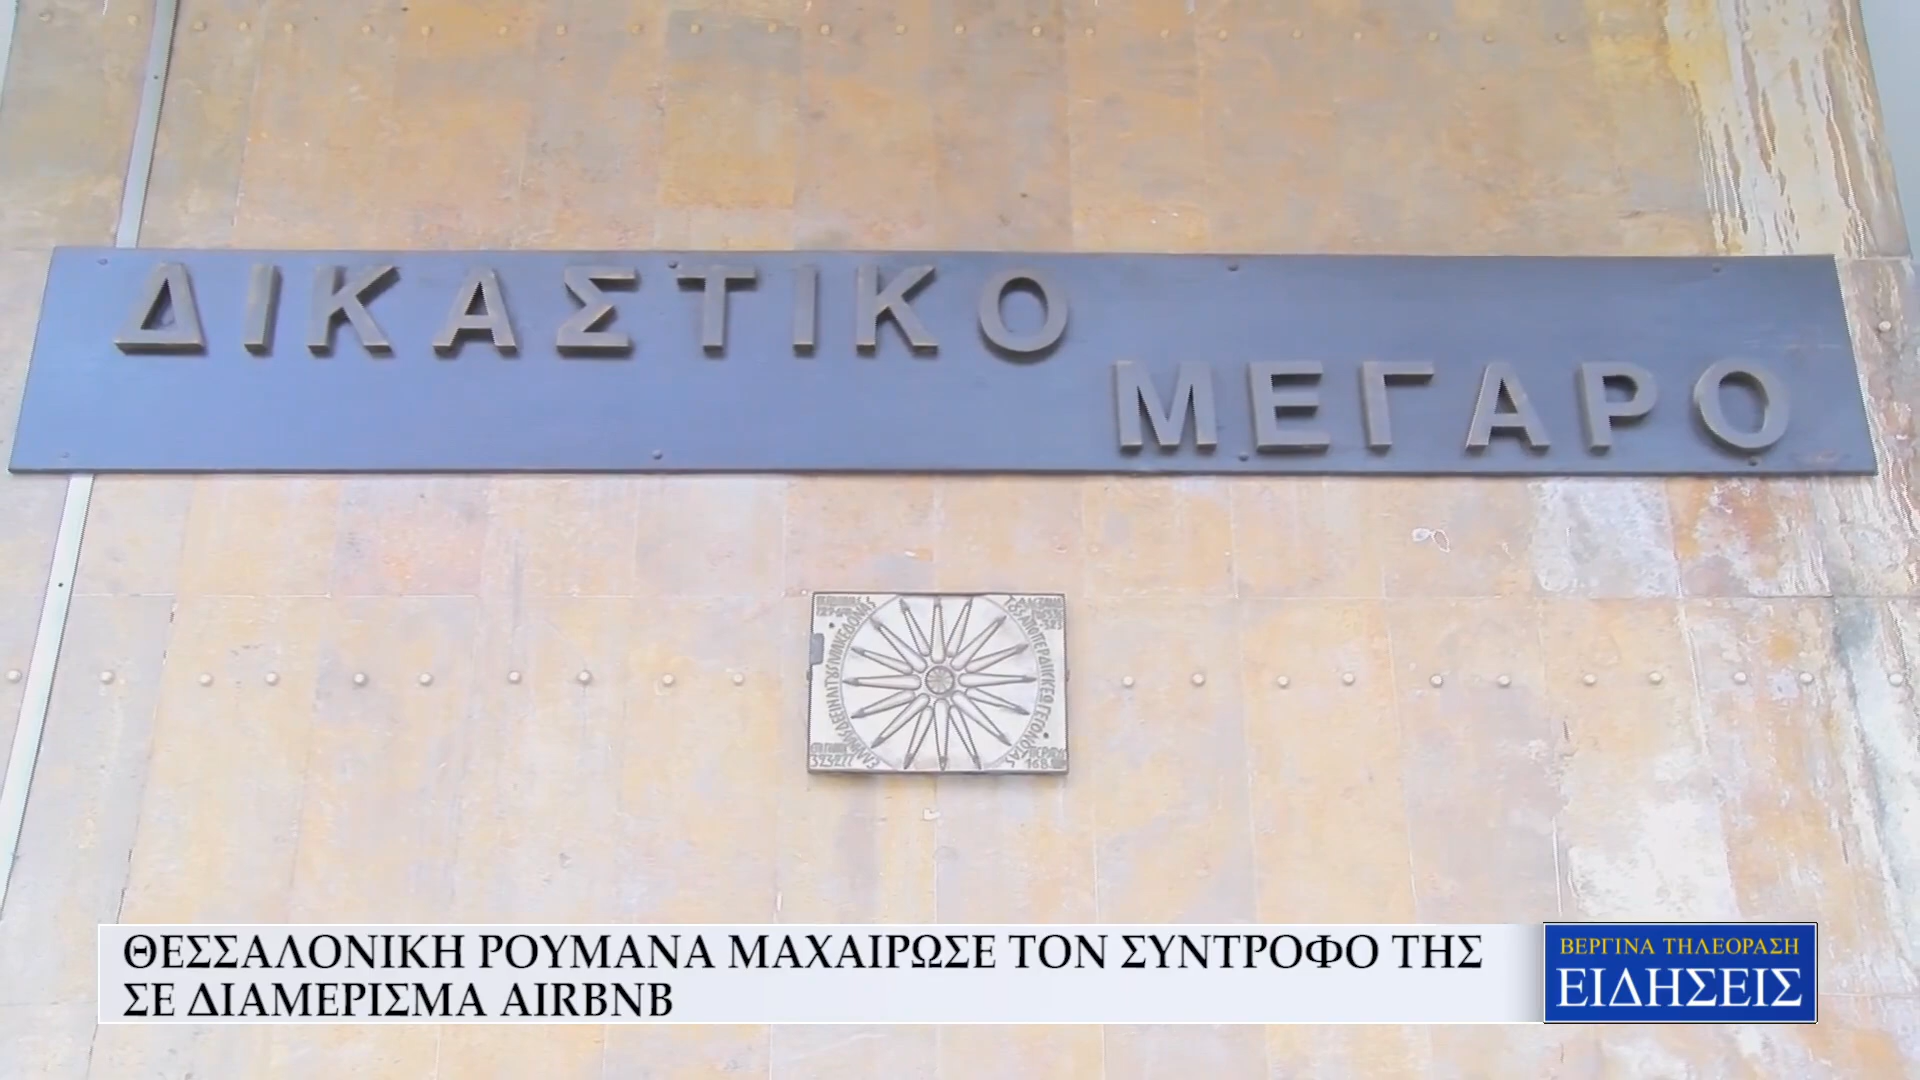 ΔΙΚΑΣΤΙΚΟ
ΜΕΓΑΡΟ
ΘΕΣΣΑΛΟΝΙΚΗ ΡΟΥΜΑΝΑ ΜΑΧΑΙΡΩΣΕ ΤΟΝ ΣΥΝΤΡΟΦΟ ΤΗΣ
ΣΕ ΔΙΑΜΕΡΙΣΜΑ AIRBNB
ΒΕΡΓΙΝΑ ΤΗΛΕΟΡΑΣΗ
ΕΙΔΗΣΕΙΣ